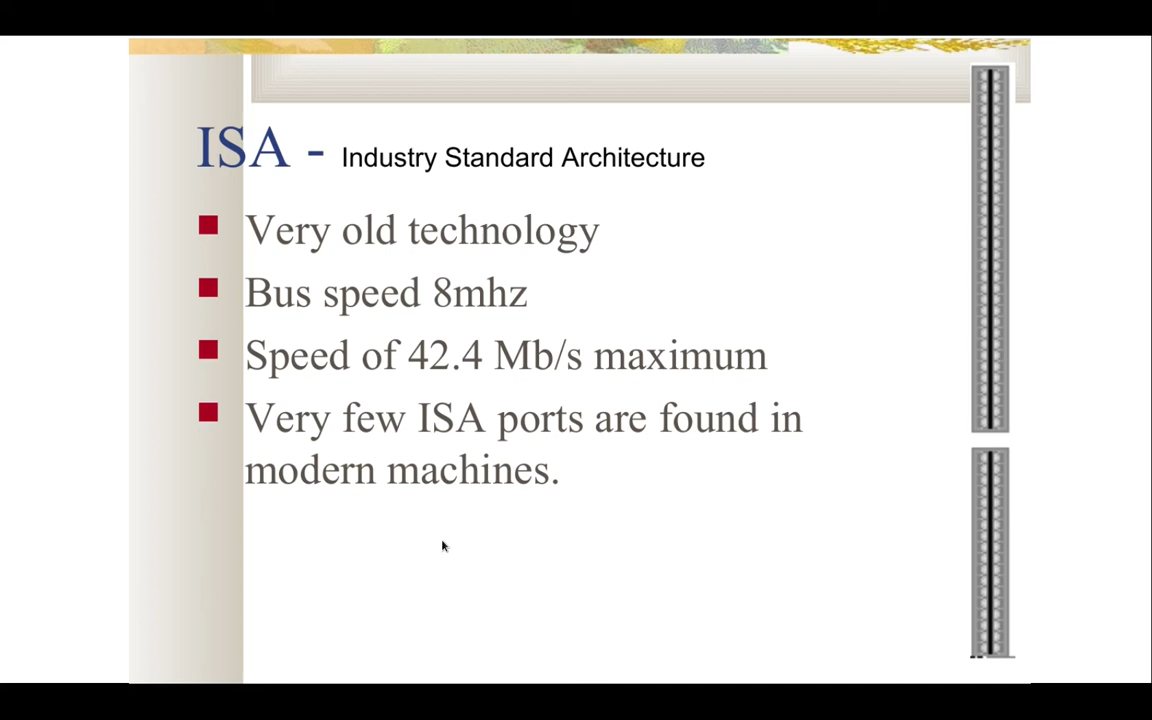 ISA - Industry Standard Architecture
Very old technology
Bus speed 8mhz
Speed of 42.4 Mb/s maximum
Very few ISA ports are found in
modern machines.